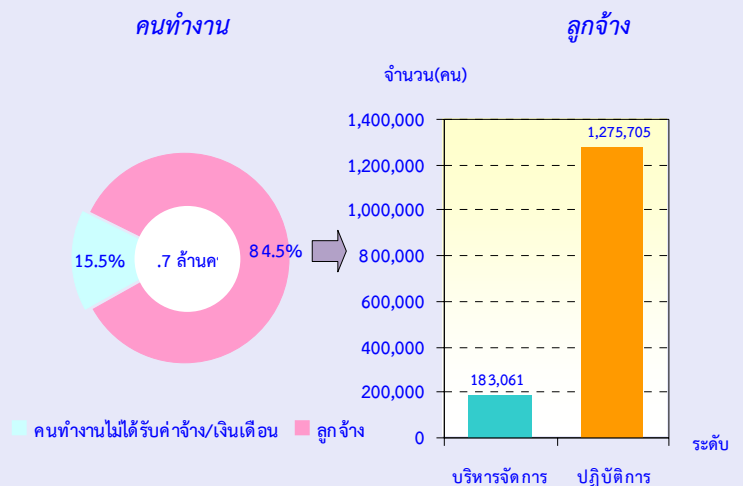 คนทำงาน
ลูกจ้าง
จำนวน(คน)
1,400,000
1,200,000
1,000,000
800,000
600,000
400,000
200,000
0
1,275,705
183,061
ระดับ
บริหารจัดการ
ปฏิบัติการ
15.5%
.7 ล้านค
84.5%
คนทำงานไม่ได้รับค่าจ้าง/เงินเดือน
ลูกจ้าง